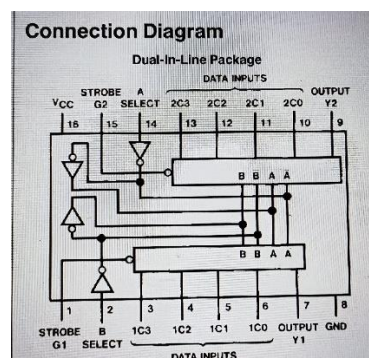 Connection Diagram
Dual-In-Line Package
DATA INPUTS
STROBE A OUTPUT
VCC G2 SELECT 2C3 2C2 2C1 2C0 Y2
16 15 14 13 12 11 10 9
B B A A
B B A A
1 2 3 4 5 6 7 8
STROBE B 1C3 1C2 1C1 1C0 OUTPUT GND
G1 SELECT Y1
DATA INPUTS